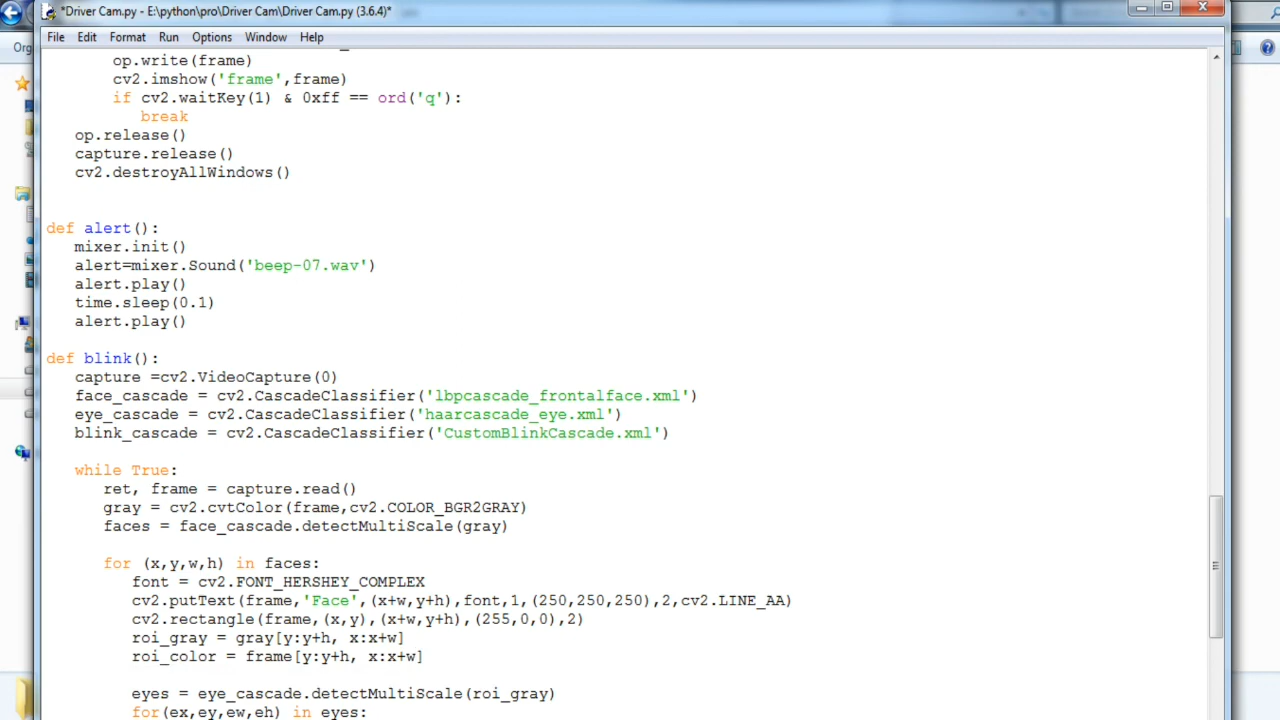 *Driver Cam.py - E:\python\pro\Driver Cam\Driver Cam.py (3.6.4)*
File Edit Format Run Options Window Help
Org
op.write(frame)
cv2.imshow('frame',frame)
if cv2.waitKey(1) & 0xff == ord('q'):
break
op.release()
capture.release()
cv2.destroyAllWindows()
def alert():
mixer.init()
alert=mixer.Sound('beep-07.wav')
alert.play()
time.sleep(0.1)
alert.play()
def blink():
capture =cv2.VideoCapture(0)
face_cascade = cv2.CascadeClassifier('lbpcascade_frontalface.xml')
eye_cascade = cv2.CascadeClassifier('haarcascade_eye.xml')
blink_cascade = cv2.CascadeClassifier('CustomBlinkCascade.xml')
while True:
ret, frame = capture.read()
gray = cv2.cvtColor(frame,cv2.COLOR_BGR2GRAY)
faces = face_cascade.detectMultiScale(gray)
for (x,y,w,h) in faces:
font = cv2.FONT_HERSHEY_COMPLEX
cv2.putText(frame,'Face',(x+w,y+h),font,1,(250,250,250),2,cv2.LINE_AA)
cv2.rectangle(frame,(x,y),(x+w,y+h),(255,0,0),2)
roi_gray = gray[y:y+h, x:x+w]
roi_color = frame[y:y+h, x:x+w]
eyes = eye_cascade.detectMultiScale(roi_gray)
for(ex,ey,ew,eh) in eyes: